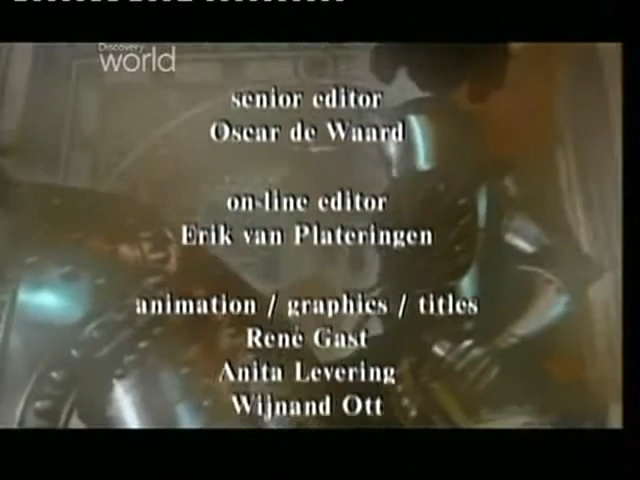 Discovery
world
senior editor
Oscar de Waard
on-line editor
Erik van Plateringen
animation / graphics / titles
René Gast
Anita Levering
Wijnand Ott